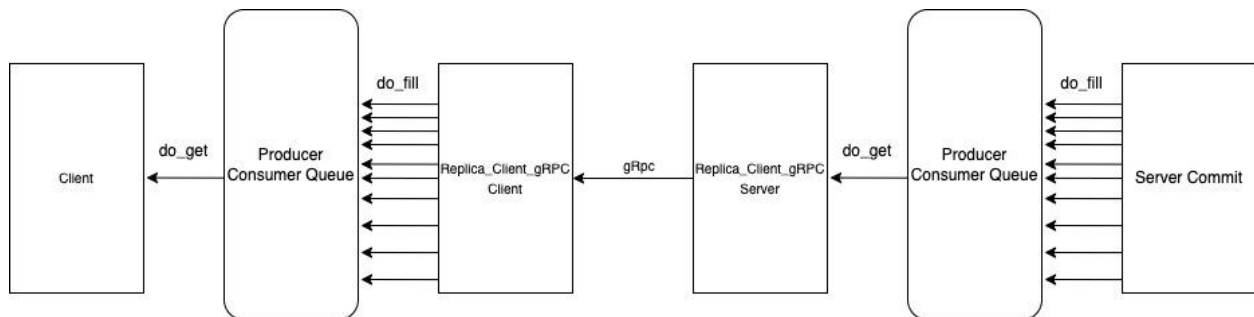 Client
do_get
Producer
Consumer Queue
do_fill
Replica_Client_gRPC
Client
gRpc
Replica_Client_gRPC
Server
do_get
Producer
Consumer Queue
do_fill
Server Commit